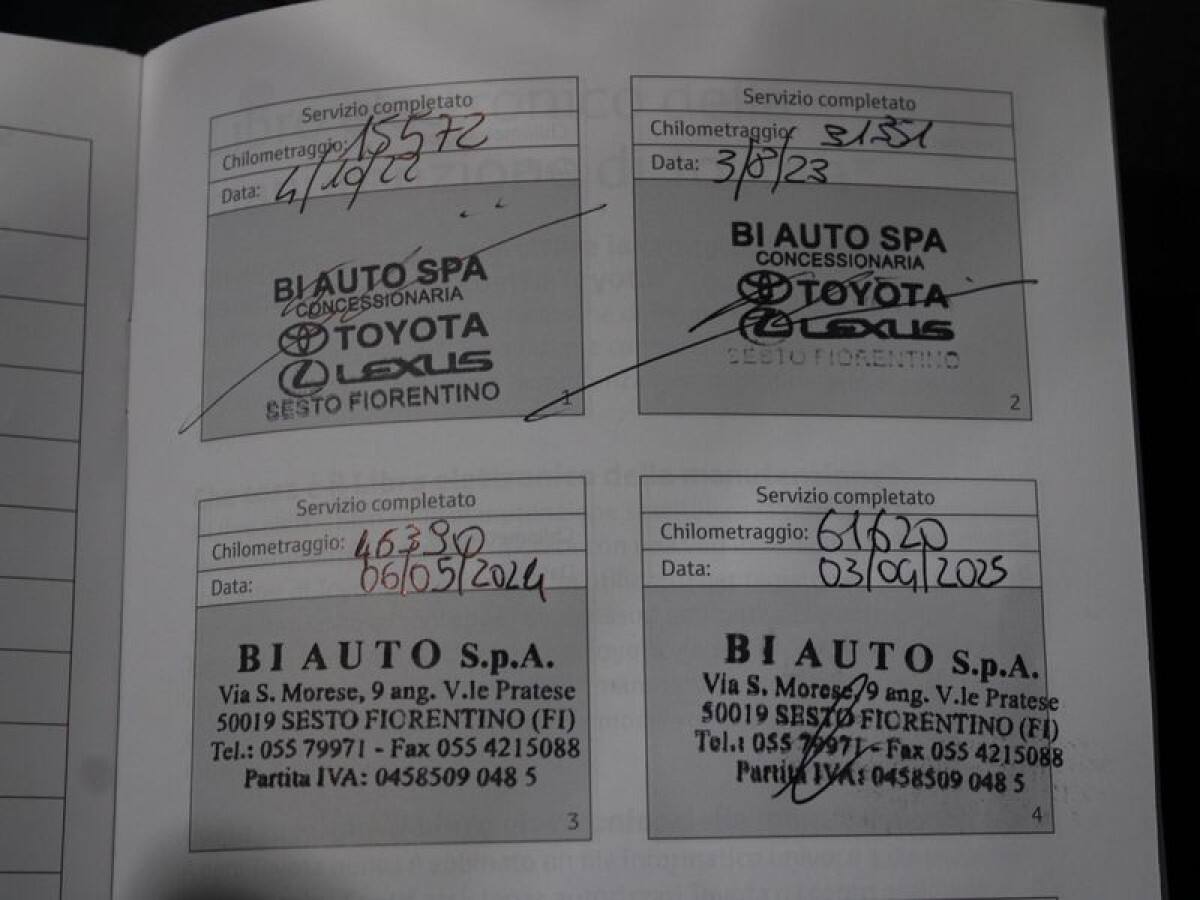 Servizio completato
Chilometraggio: 15572
Data: 4/10/22
BI AUTO SPA
CONCESSIONARIA
TOYOTA
LEXUS
SESTO FIORENTINO
1
Servizio completato
Chilometraggio: 31351
Data: 3/8/23
BI AUTO SPA
CONCESSIONARIA
TOYOTA
LEXUS
SESTO FIORENTINO
2
Servizio completato
Chilometraggio: 46390
Data: 06/05/2024
BI AUTO S.p.A.
Via S. Morese, 9 ang. V.le Pratese
50019 SESTO FIORENTINO (FI)
Tel.: 055 79971 - Fax 055 4215088
Partita IVA: 0458509 048 5
3
Servizio completato
Chilometraggio: 61620
Data: 03/04/2025
BI AUTO S.p.A.
Via S. Morese, 9 ang. V.le Pratese
50019 SESTO FIORENTINO (FI)
Tel.: 055 79971 - Fax 055 4215088
Partita IVA: 0458509 048 5
4